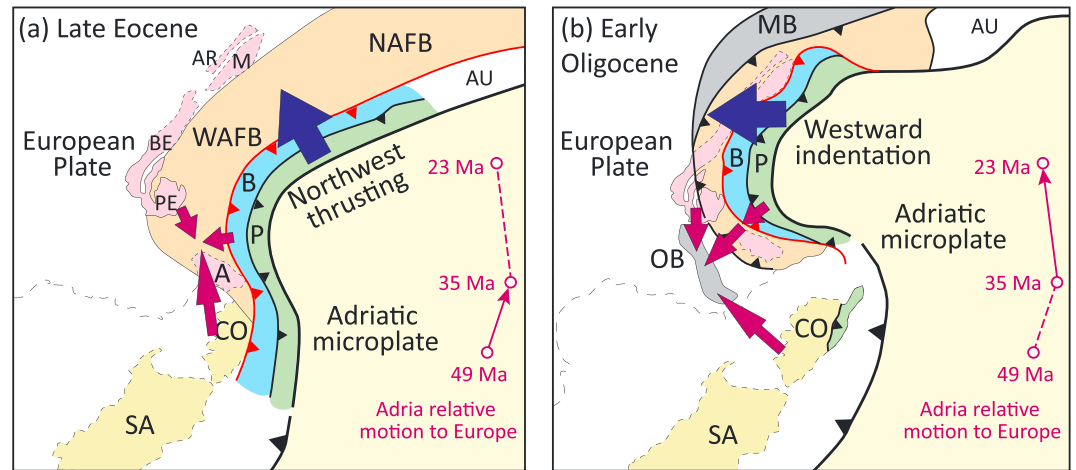 (a) Late Eocene
NAFB
AR
M
AU
European
Plate
BE
WAFB
PE
B
Northwest
thrusting
P
A
CO
SA
Adriatic
microplate
23 Ma
35 Ma
49 Ma
Adria relative
motion to Europe
(b) Early
Oligocene
MB
AU
European
Plate
Westward
indentation
B
P
OB
CO
SA
Adriatic
microplate
23 Ma
35 Ma
49 Ma
Adria relative
motion to Europe